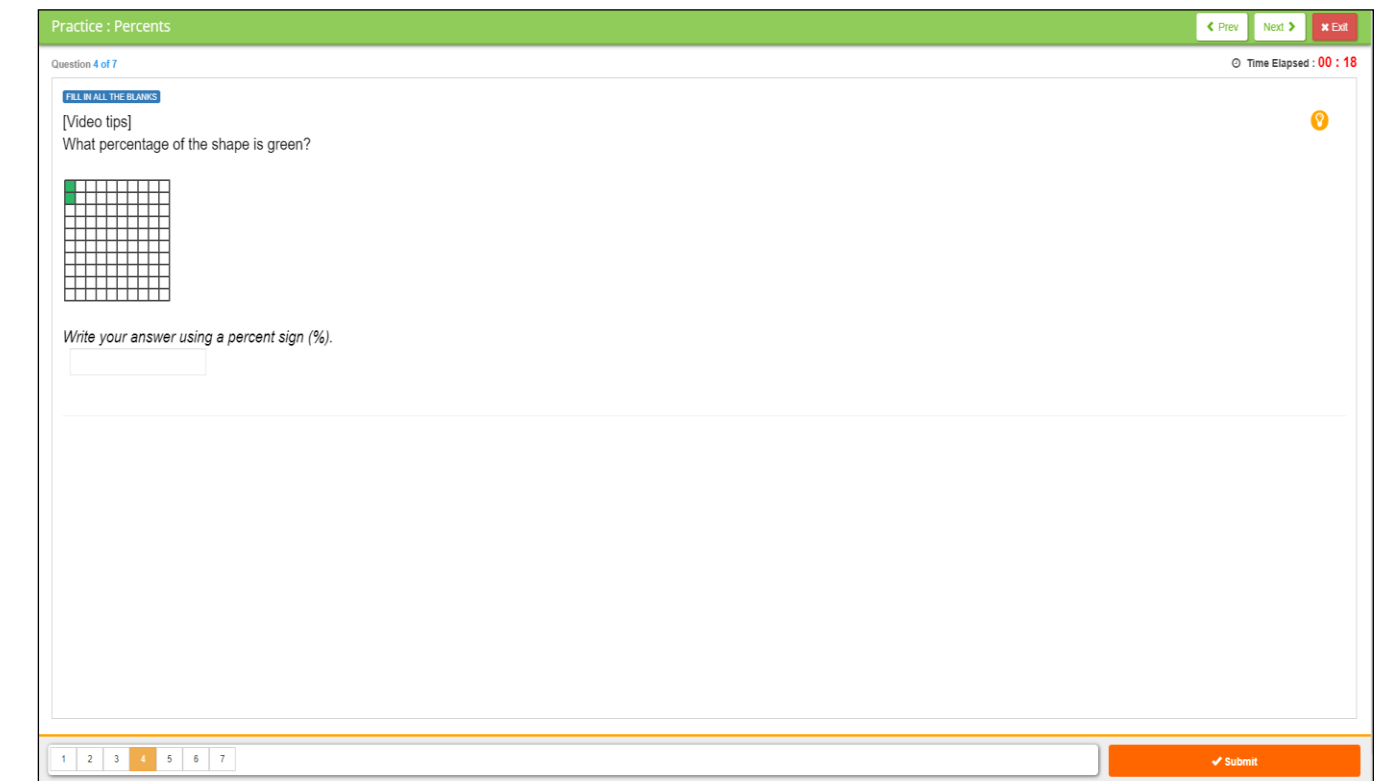 Practice : Percents
Prev
Next
Exit
Question 4 of 7
Time Elapsed : 00 : 18
FILL IN ALL THE BLANKS
[Video tips]
What percentage of the shape is green?
Write your answer using a percent sign (%).
1 2 3 4 5 6 7
Submit